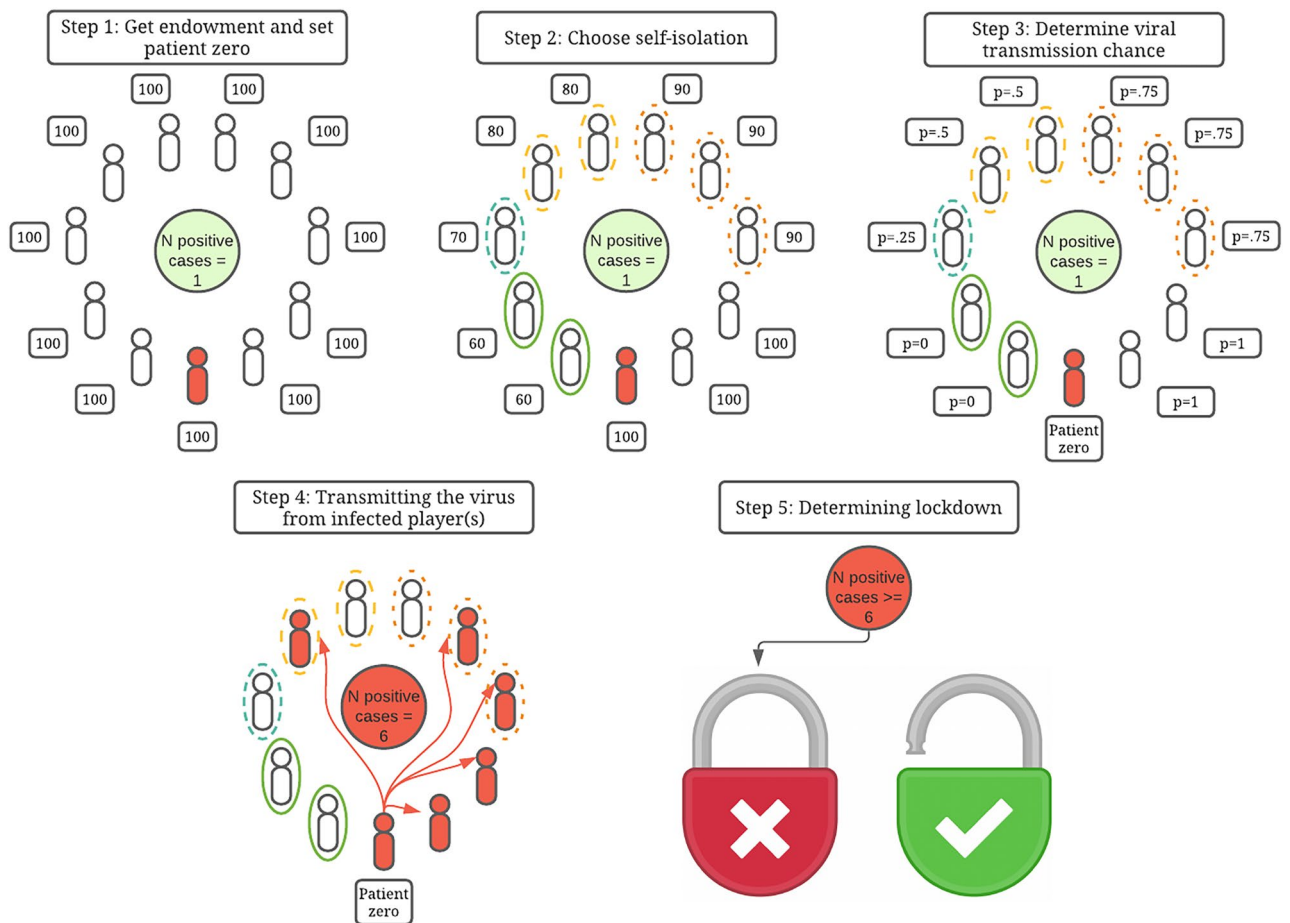 Step 1: Get endowment and set
patient zero
100
100
100
100
100
100
N positive
cases =
1
100
100
100
100
100
Step 2: Choose self-isolation
80
90
80
90
70
90
N positive
cases =
1
60
100
60
100
100
Step 3: Determine viral
transmission chance
p=.5
p=.75
p=.5
p=.75
p=.25
p=.75
N positive
cases =
1
p=0
p=1
p=0
p=1
Patient
zero
Step 4: Transmitting the virus
from infected player(s)
N positive
cases =
6
Patient
zero
Step 5: Determining lockdown
N positive
cases >=
6